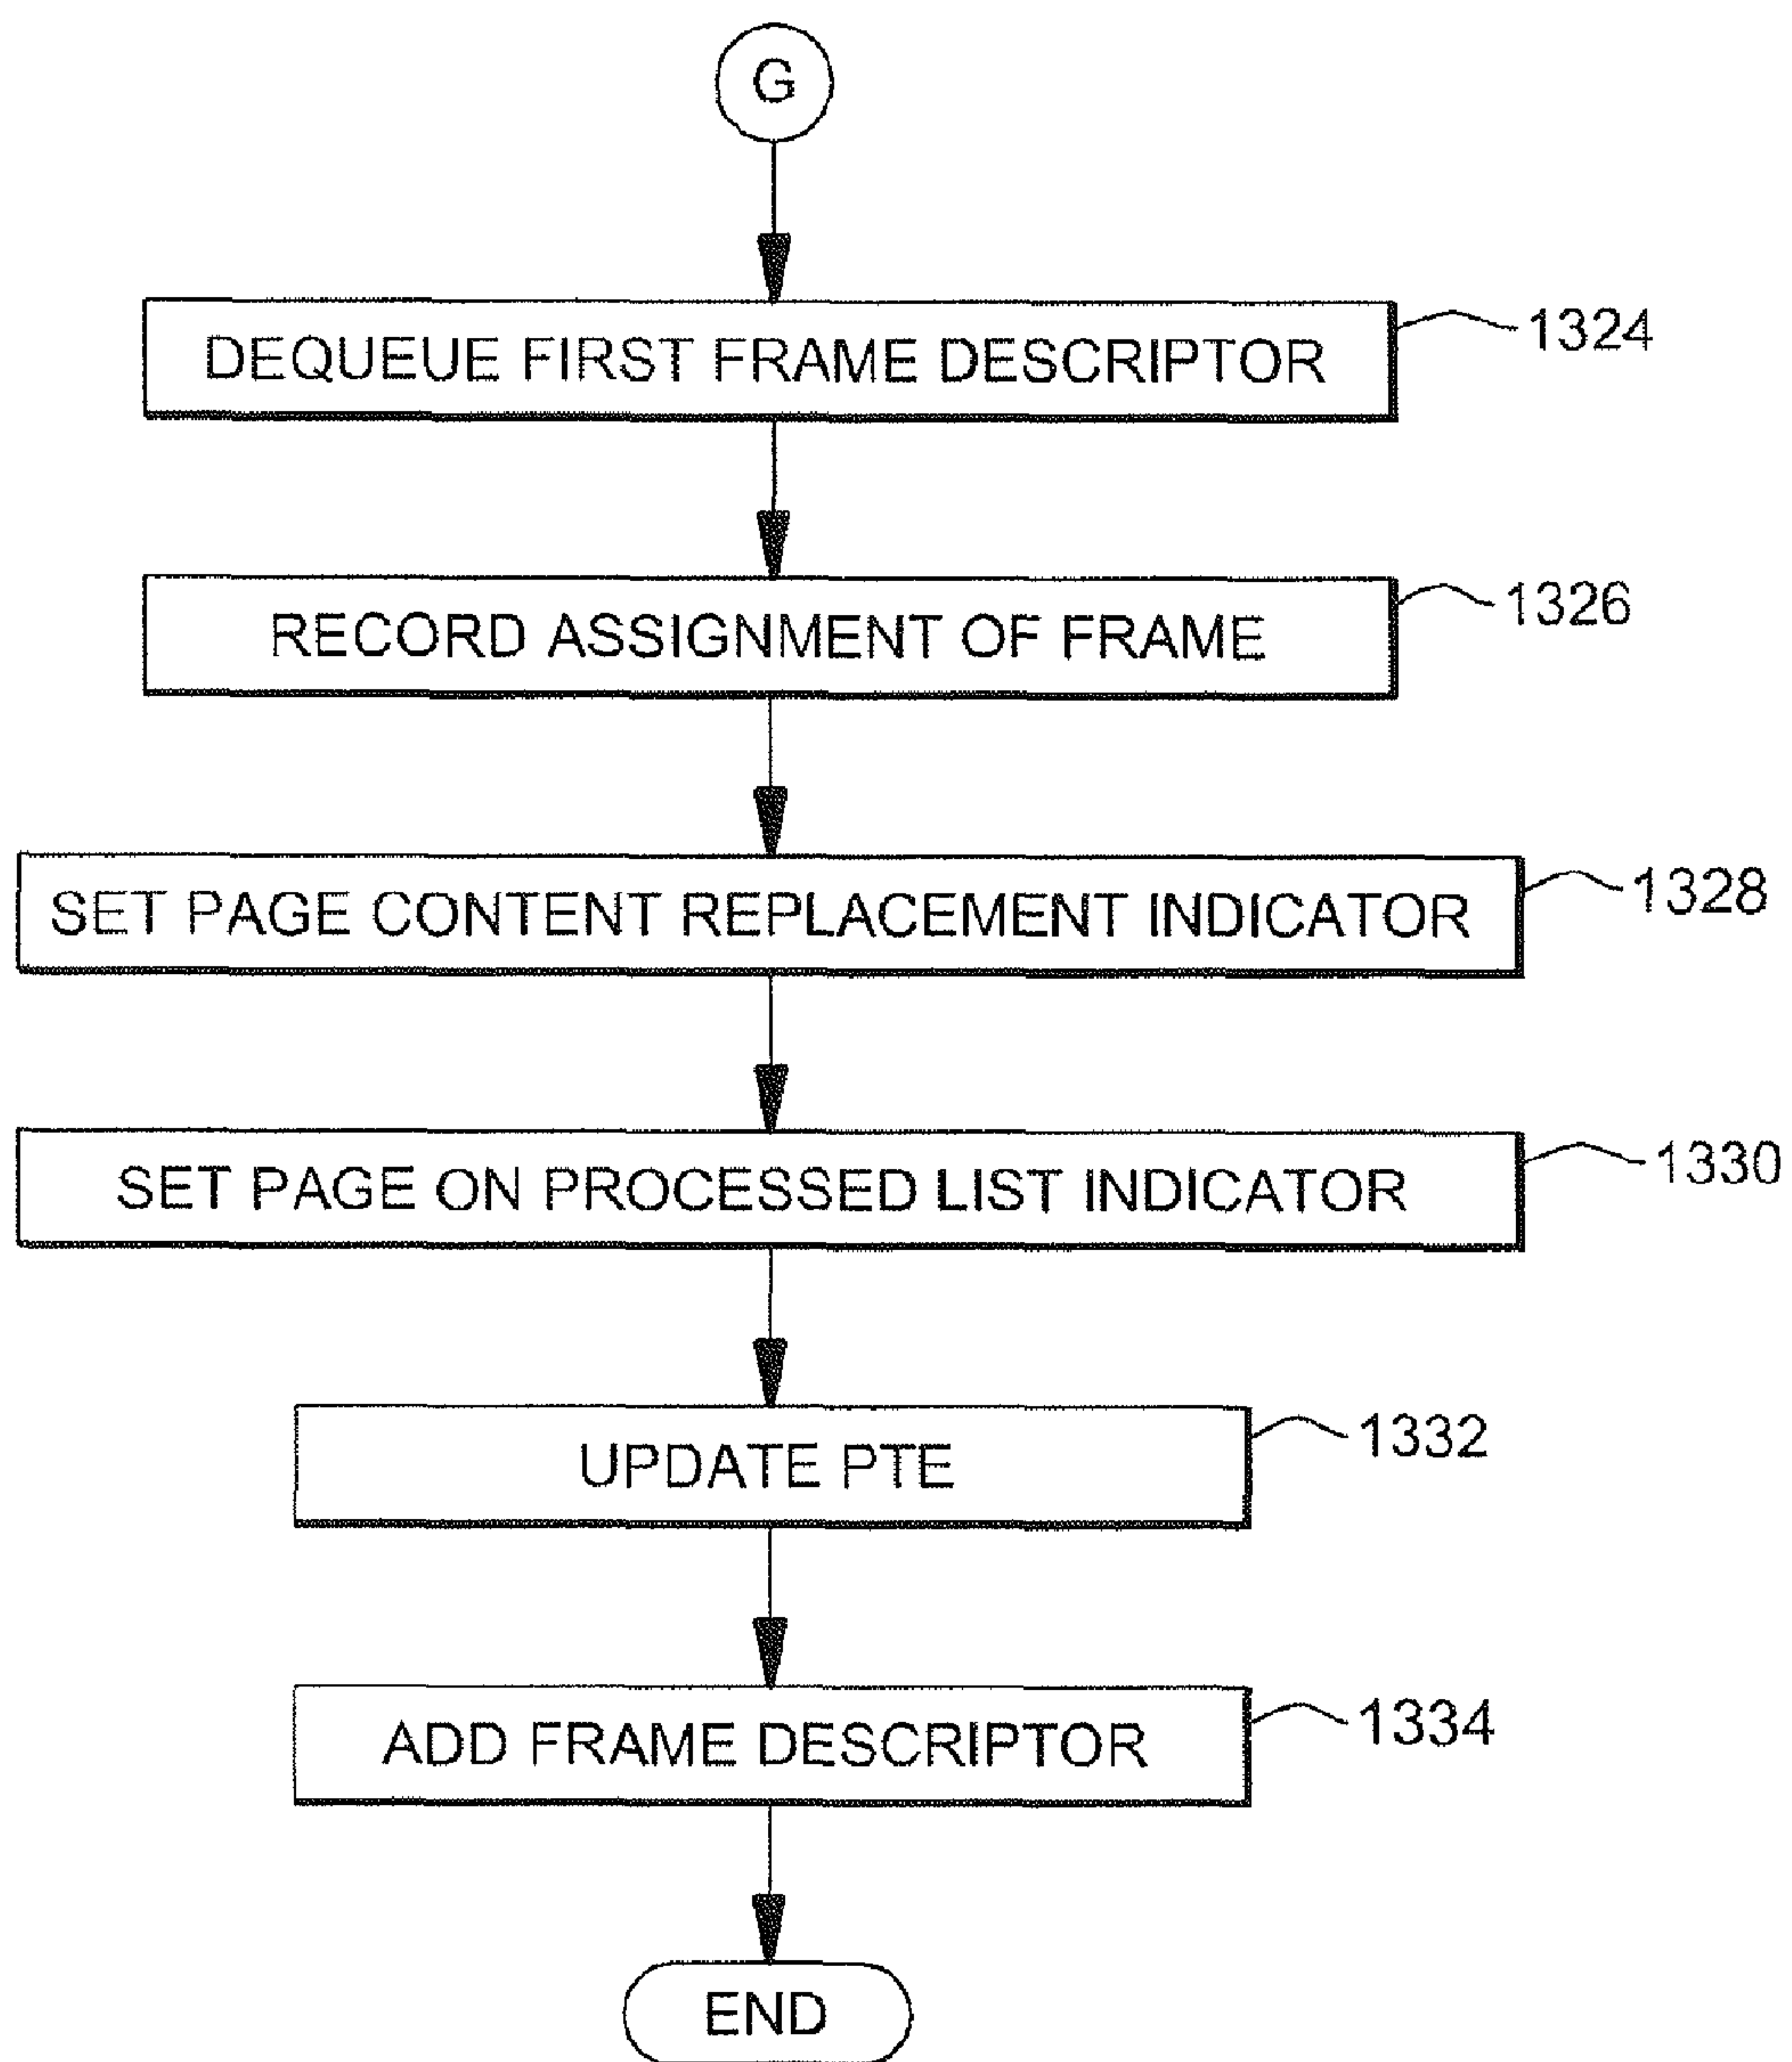 G
DEQUEUE FIRST FRAME DESCRIPTOR
1324
RECORD ASSIGNMENT OF FRAME
1326
SET PAGE CONTENT REPLACEMENT INDICATOR
1328
SET PAGE ON PROCESSED LIST INDICATOR
1330
UPDATE PTE
1332
ADD FRAME DESCRIPTOR
1334
END